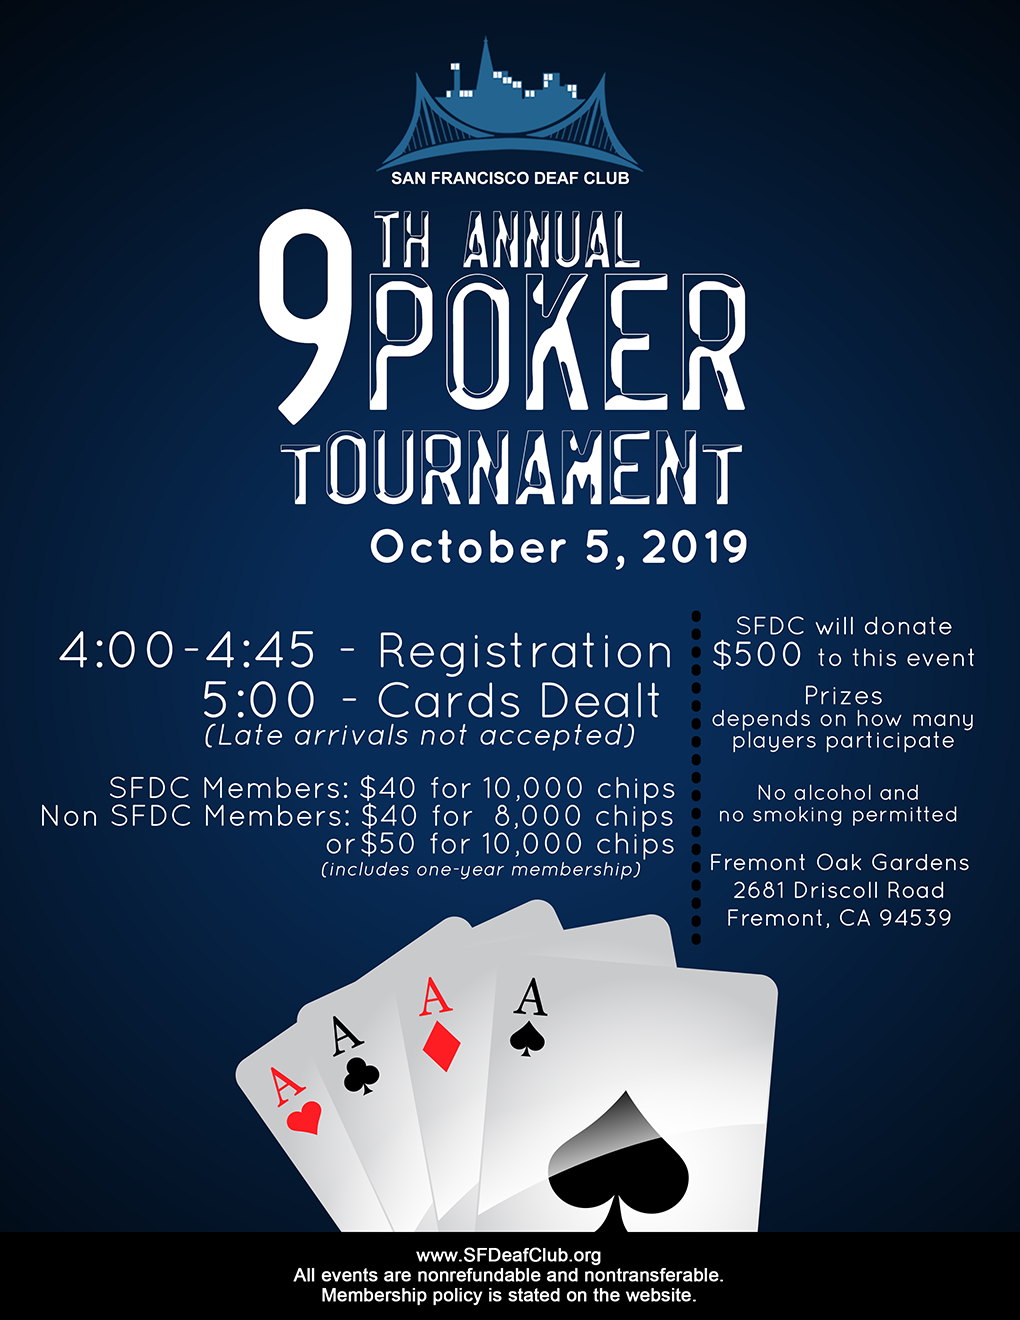 SAN FRANCISCO DEAF CLUB
9TH ANNUAL
POKER
TOURNAMENT
October 5, 2019
4:00-4:45 - Registration
5:00 - Cards Dealt
(Late arrivals not accepted)
SFDC Members: $40 for 10,000 chips
Non SFDC Members: $40 for 8,000 chips
or $50 for 10,000 chips
(includes one-year membership)
SFDC will donate
$500 to this event
Prizes
depends on how many
players participate
No alcohol and
no smoking permitted
Fremont Oak Gardens
2681 Driscoll Road
Fremont, CA 94539
A
A
A
A
www.SFDeafClub.org
All events are nonrefundable and nontransferable.
Membership policy is stated on the website.